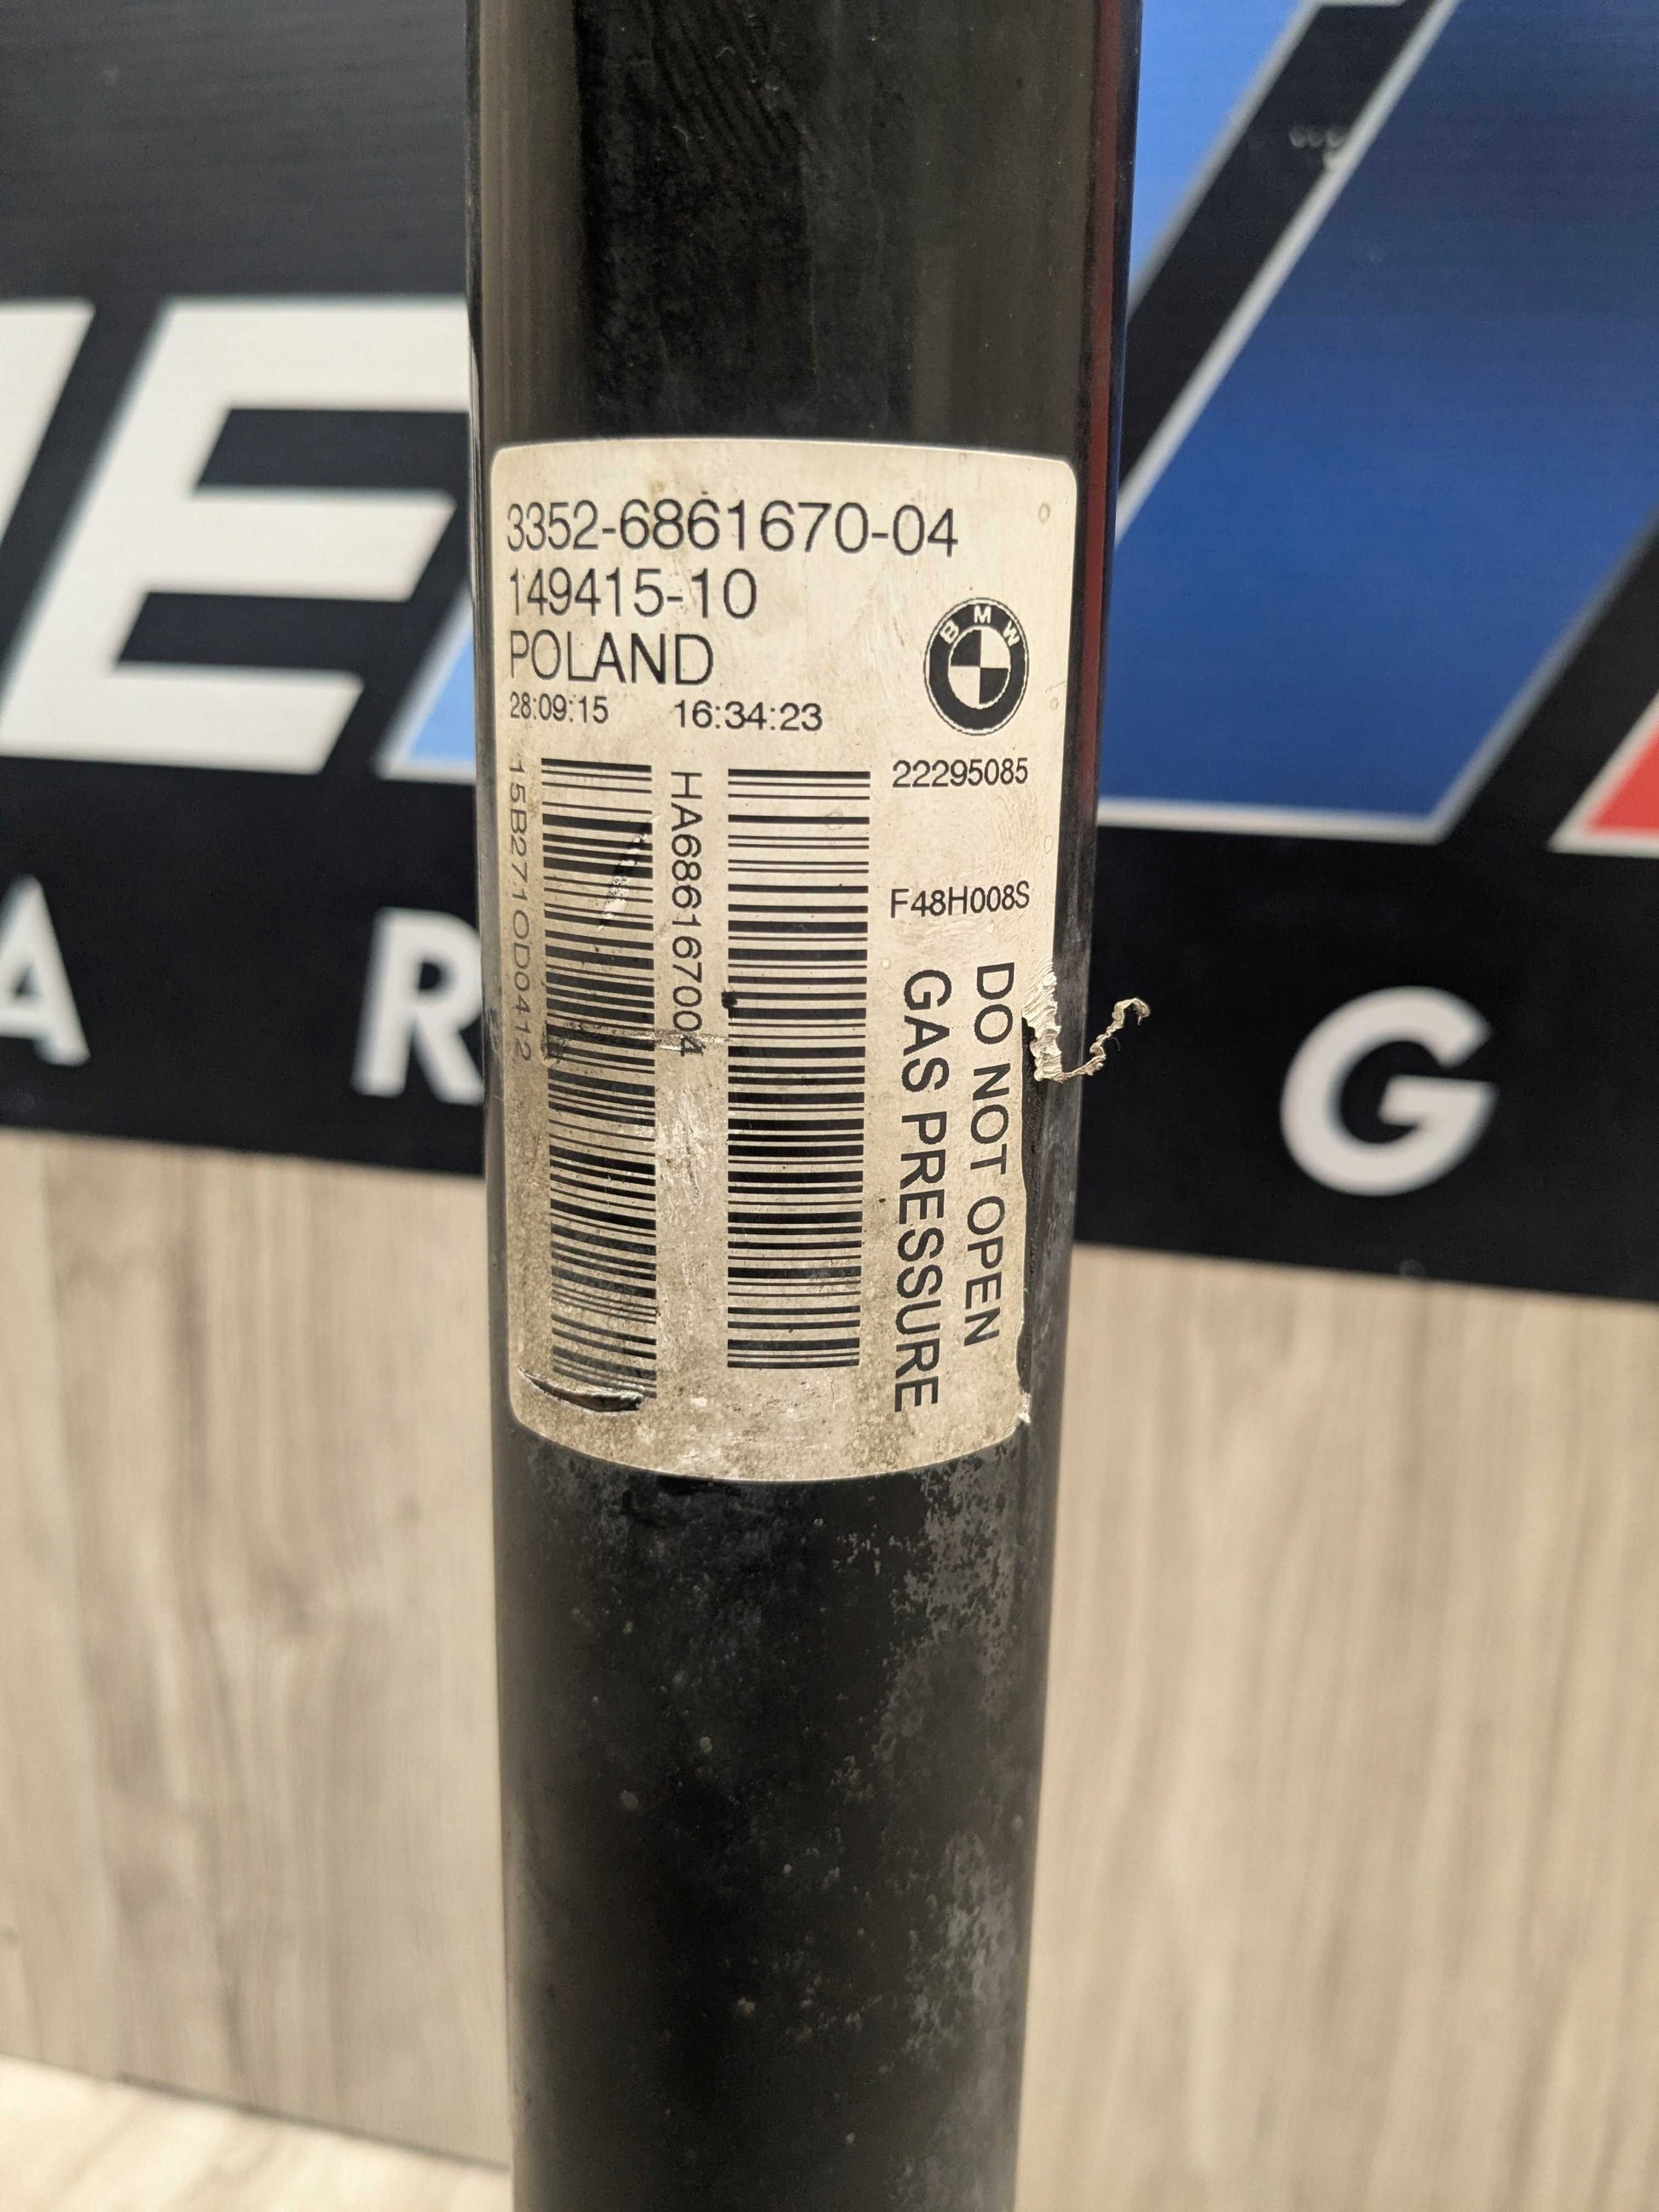 3352-6861670-04
149415-10
POLAND
28:09:15 16:34:23
BMW
22295085
F48H008S
15B2710D0412
HA686167004
DO NOT OPEN
GAS PRESSURE
E
A R G